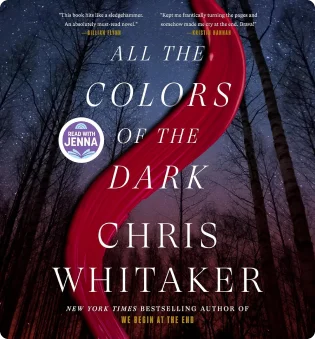 "This book hits like a sledgehammer.
An absolutely must-read novel."
—GILLIAN FLYNN
"Kept me frantically turning the pages and
somehow made me cry at the end. Bravo!"
—KRISTIN HANNAH
ALL THE
COLORS
OF THE
DARK
READ WITH
JENNA
CHRIS
WHITAKER
NEW YORK TIMES BESTSELLING AUTHOR OF
WE BEGIN AT THE END